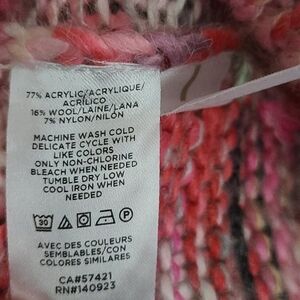 77% ACRYLIC/ACRYLIQUE/
ACRÍLICO
16% WOOL/LAINE/LANA
7% NYLON/NILÓN
MACHINE WASH COLD
DELICATE CYCLE WITH
LIKE COLORS
ONLY NON-CHLORINE
BLEACH WHEN NEEDED
TUMBLE DRY LOW
COOL IRON WHEN
NEEDED
30
AVEC DES COULEURS
SEMBLABLES/CON
COLORES SIMILARES
CA#57421
RN#140923